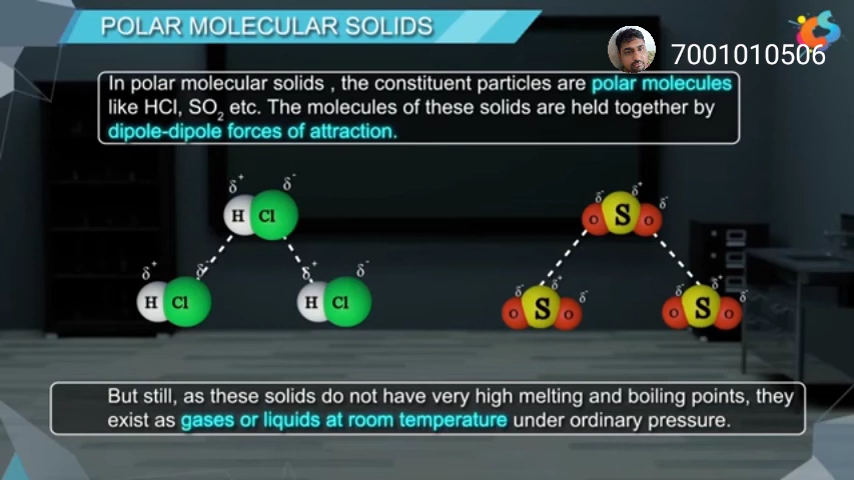 POLAR MOLECULAR SOLIDS
7001010506
In polar molecular solids , the constituent particles are polar molecules
like HCl, SO₂ etc. The molecules of these solids are held together by
dipole-dipole forces of attraction.
δ⁺ δ⁻
H Cl
δ⁺ δ⁻ δ⁺ δ⁻
H Cl H Cl
δ⁻ δ⁺ δ⁻
O S O
δ⁻ δ⁺ δ⁻ δ⁻ δ⁺ δ⁻
O S O O S O
But still, as these solids do not have very high melting and boiling points, they
exist as gases or liquids at room temperature under ordinary pressure.